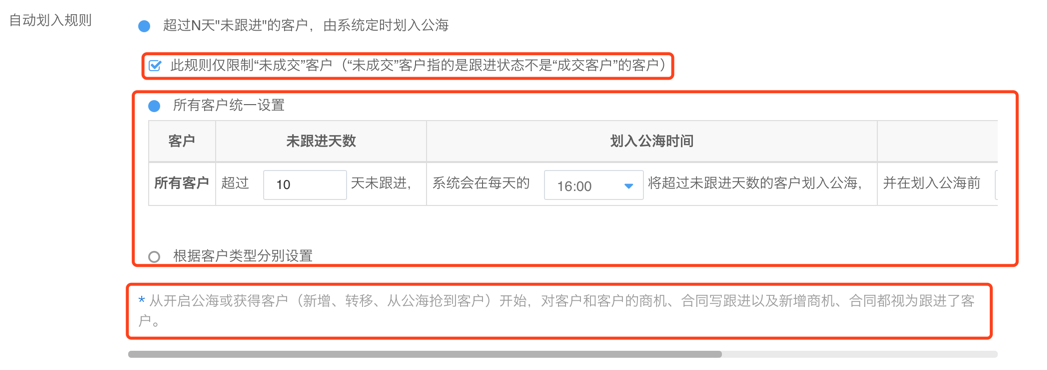 自动划入规则
超过N天"未跟进"的客户，由系统定时划入公海
此规则仅限制“未成交”客户（“未成交”客户指的是跟进状态不是“成交客户”的客户）
所有客户统一设置
客户 未跟进天数 划入公海时间
所有客户 超过 10 天未跟进， 系统会在每天的 16:00 将超过未跟进天数的客户划入公海， 并在划入公海前
根据客户类型分别设置
* 从开启公海或获得客户（新增、转移、从公海抢到客户）开始，对客户和客户的商机、合同写跟进以及新增商机、合同都视为跟进了客
户。